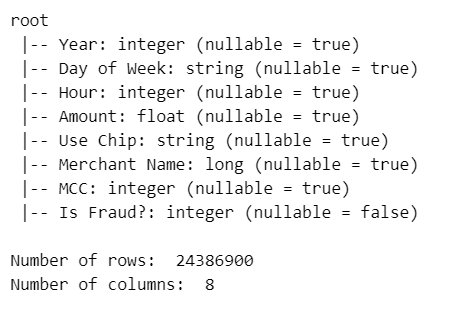 root
 |-- Year: integer (nullable = true)
 |-- Day of Week: string (nullable = true)
 |-- Hour: integer (nullable = true)
 |-- Amount: float (nullable = true)
 |-- Use Chip: string (nullable = true)
 |-- Merchant Name: long (nullable = true)
 |-- MCC: integer (nullable = true)
 |-- Is Fraud?: integer (nullable = false)
Number of rows:  24386900
Number of columns:  8